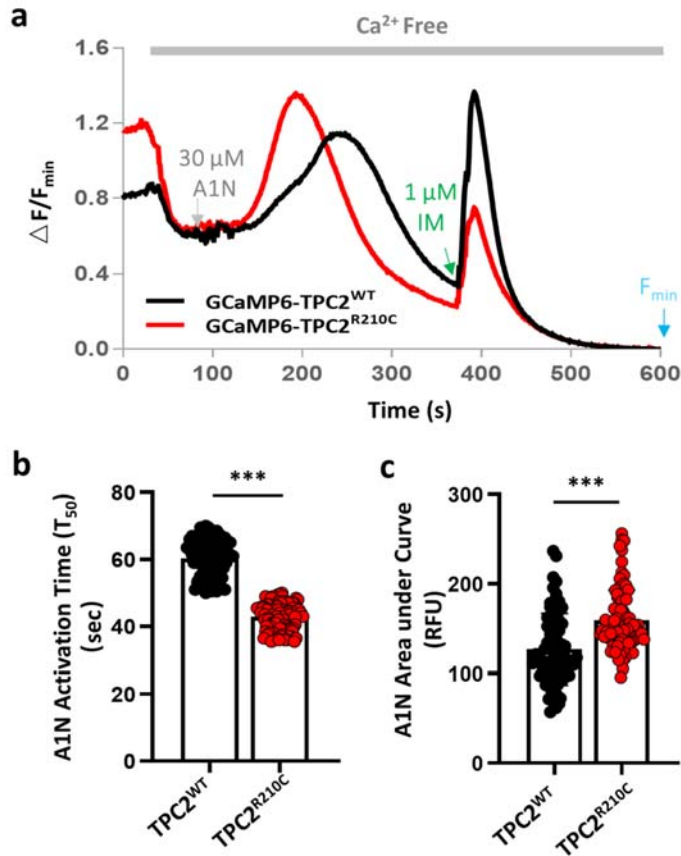 a
Ca²⁺ Free
1.6
1.2
0.8
0.4
0.0
△ F/Fmin
30 μM
A1N
1 μM
IM
Fmin
GCaMP6-TPC2ᵂᵀ
GCaMP6-TPC2ᴿ²¹⁰ᶜ
0 100 200 300 400 500 600
Time (s)
b
***
80
60
40
20
0
A1N Activation Time (T₅₀)
(sec)
TPC2ᵂᵀ
TPC2ᴿ²¹⁰ᶜ
c
***
300
200
100
0
A1N Area under Curve
(RFU)
TPC2ᵂᵀ
TPC2ᴿ²¹⁰ᶜ